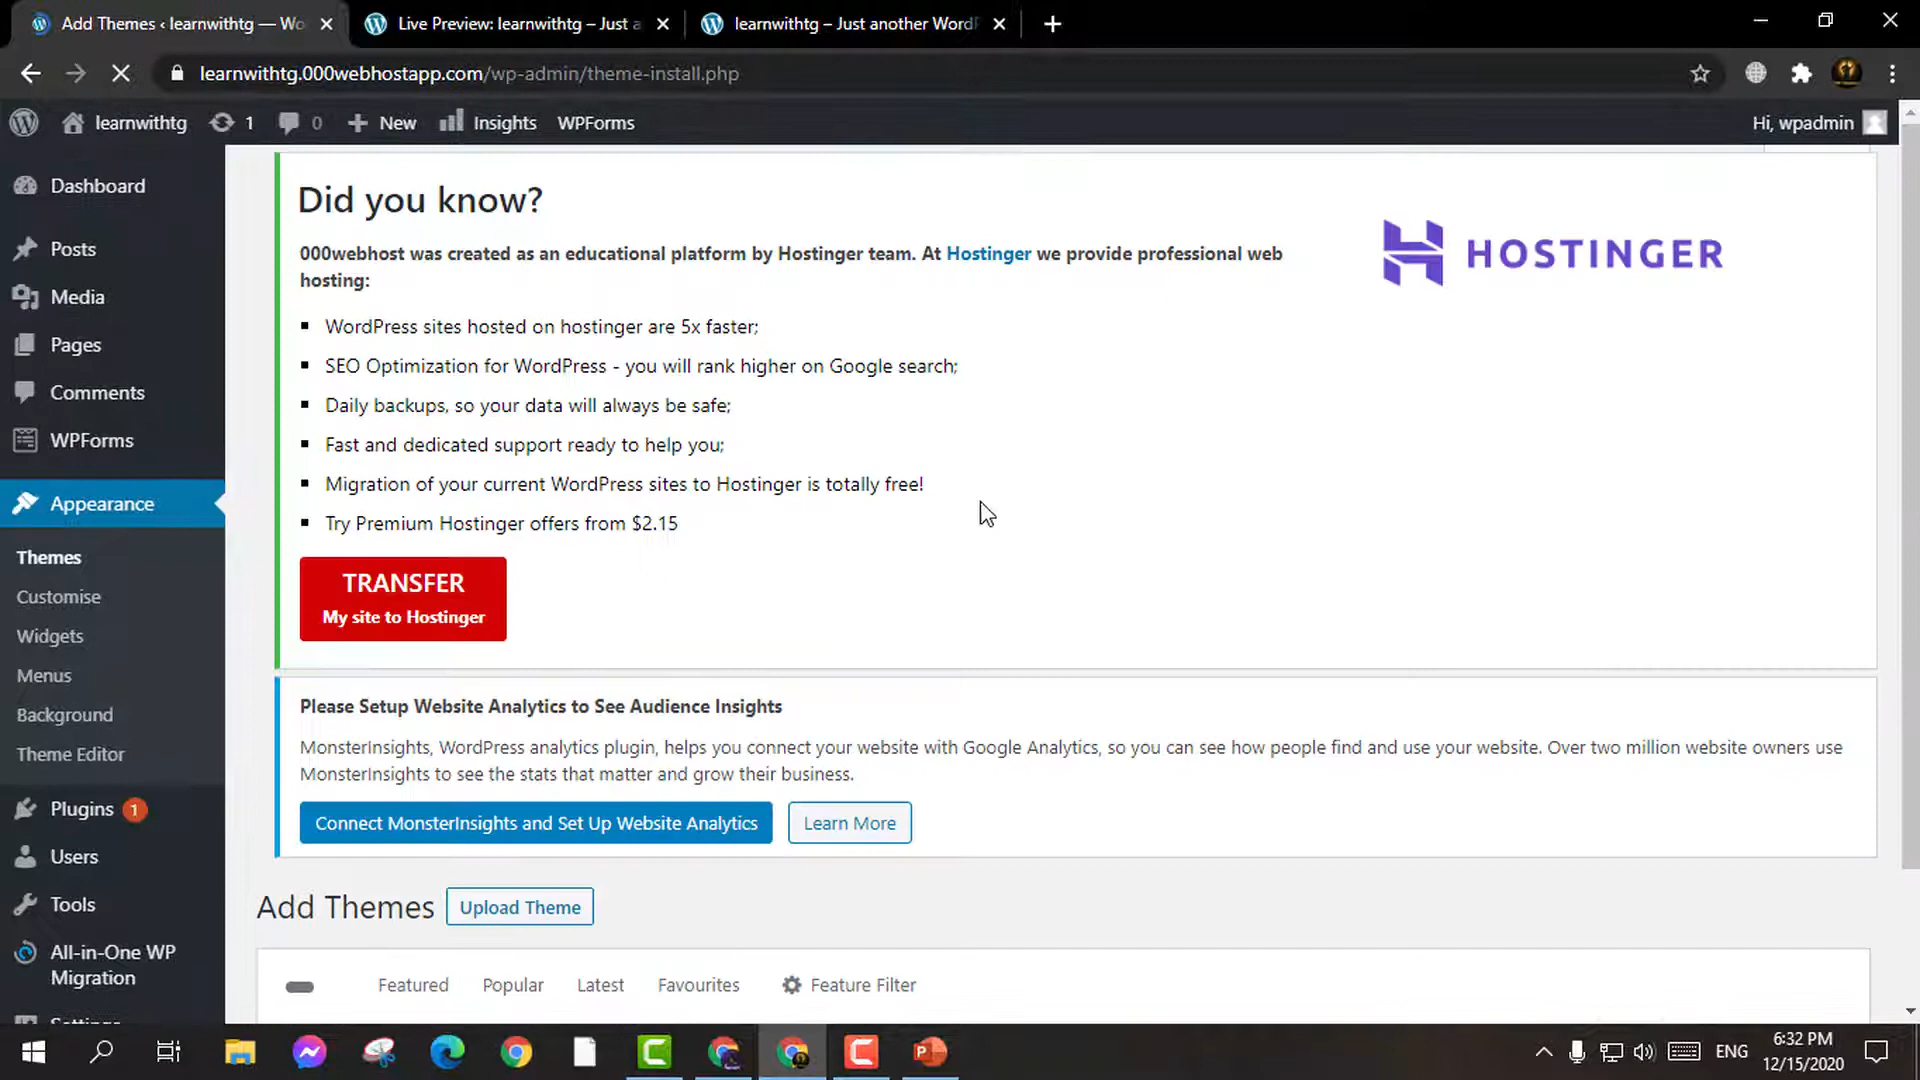 Add Themes ‹ learnwithtg — Wo
Live Preview: learnwithtg – Just a
learnwithtg – Just another WordP
learnwithtg.000webhostapp.com/wp-admin/theme-install.php
learnwithtg
1
0
New
Insights
WPForms
Hi, wpadmin
Dashboard
Posts
Media
Pages
Comments
WPForms
Appearance
Themes
Customise
Widgets
Menus
Background
Theme Editor
Plugins 1
Users
Tools
All-in-One WP
Migration
Settings
Did you know?
000webhost was created as an educational platform by Hostinger team. At Hostinger we provide professional web
hosting:
WordPress sites hosted on hostinger are 5x faster;
SEO Optimization for WordPress - you will rank higher on Google search;
Daily backups, so your data will always be safe;
Fast and dedicated support ready to help you;
Migration of your current WordPress sites to Hostinger is totally free!
Try Premium Hostinger offers from $2.15
TRANSFER
My site to Hostinger
HOSTINGER
Please Setup Website Analytics to See Audience Insights
MonsterInsights, WordPress analytics plugin, helps you connect your website with Google Analytics, so you can see how people find and use your website. Over two million website owners use
MonsterInsights to see the stats that matter and grow their business.
Connect MonsterInsights and Set Up Website Analytics
Learn More
Add Themes
Upload Theme
Featured
Popular
Latest
Favourites
Feature Filter
ENG
6:32 PM
12/15/2020